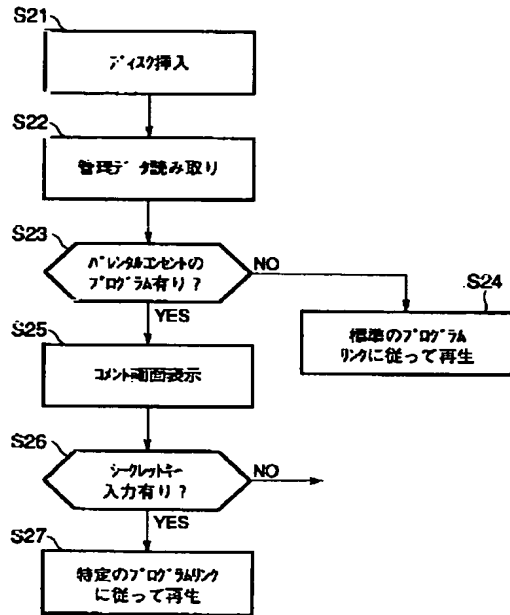 S21
ディスク挿入
S22
管理データ読み取り
S23
パレンタルコンセントの
プログラム有り?
NO
YES
S24
標準のプログラム
リンクに従って再生
S25
コメント画面表示
S26
シークレットキー
入力有り?
NO
YES
S27
特定のプログラムリンク
に従って再生